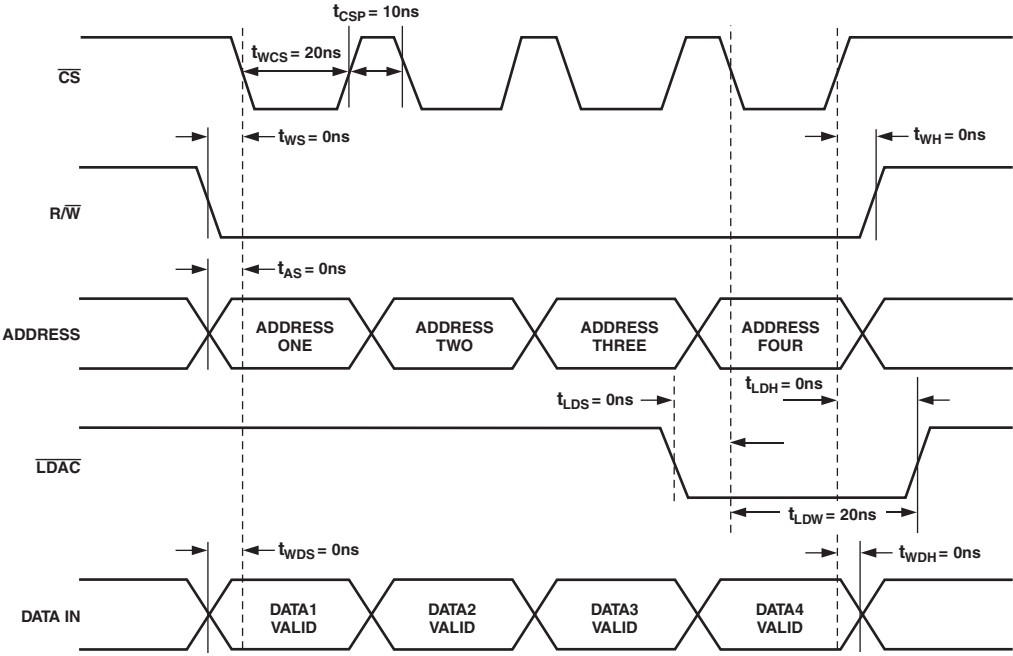 tCSP = 10ns
tWCS = 20ns
CS
tWS = 0ns
tWH = 0ns
R/W
tAS = 0ns
ADDRESS
ADDRESS ONE
ADDRESS TWO
ADDRESS THREE
ADDRESS FOUR
tLDS = 0ns
tLDH = 0ns
LDAC
tLDW = 20ns
tWDS = 0ns
tWDH = 0ns
DATA IN
DATA1 VALID
DATA2 VALID
DATA3 VALID
DATA4 VALID